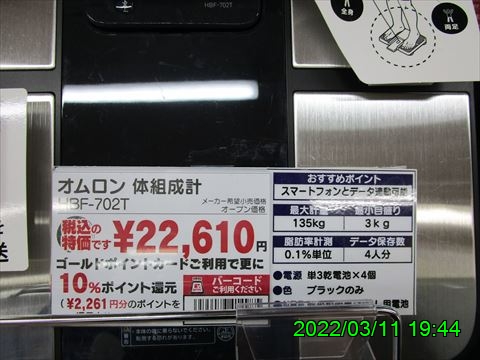 HBF-702T
全身
両足
オムロン 体組成計
HBF-702T
メーカー希望小売価格
オープン価格
税込の
特価です
¥22,610円
ゴールドポイントカードご利用で更に
10%ポイント還元
(¥2,261円分のポイントを
バーコード
ご利用ください
おすすめポイント
スマートフォンとデータ連動可能
最大計量 最小目盛り
135kg 3kg
脂肪率計測 データ保存数
0.1%単位 4人分
●電源 単3乾電池×4個
●色 ブラックのみ
用電池
送
2022/03/11 19:44